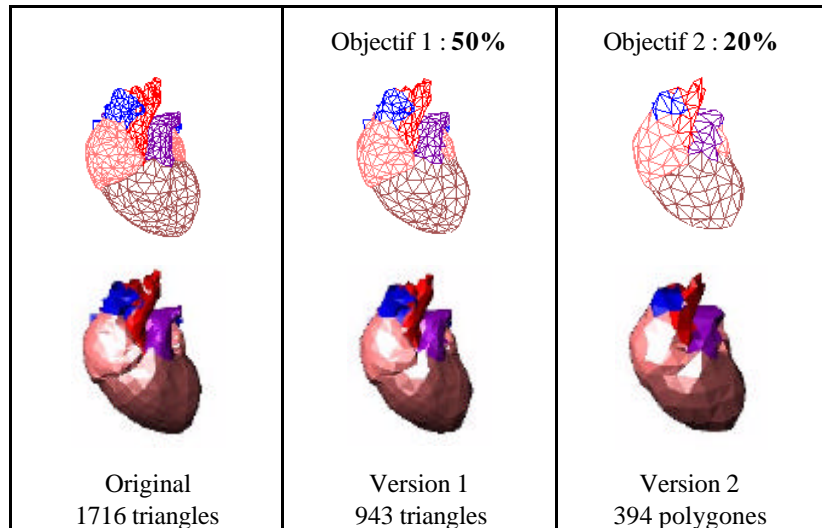 Objectif 1 : 50%
Objectif 2 : 20%
Original
1716 triangles
Version 1
943 triangles
Version 2
394 polygones